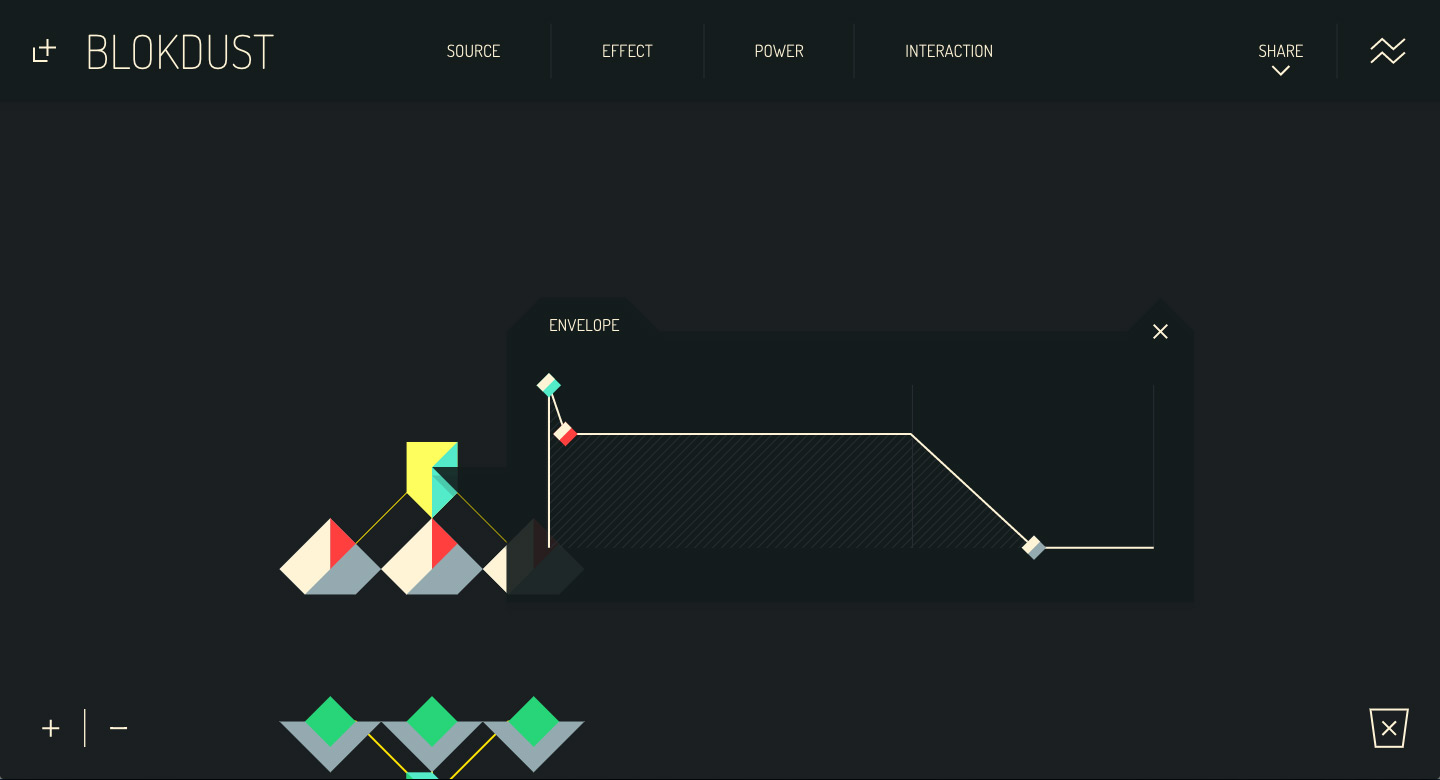 BLOKDUST
SOURCE
EFFECT
POWER
INTERACTION
SHARE
ENVELOPE